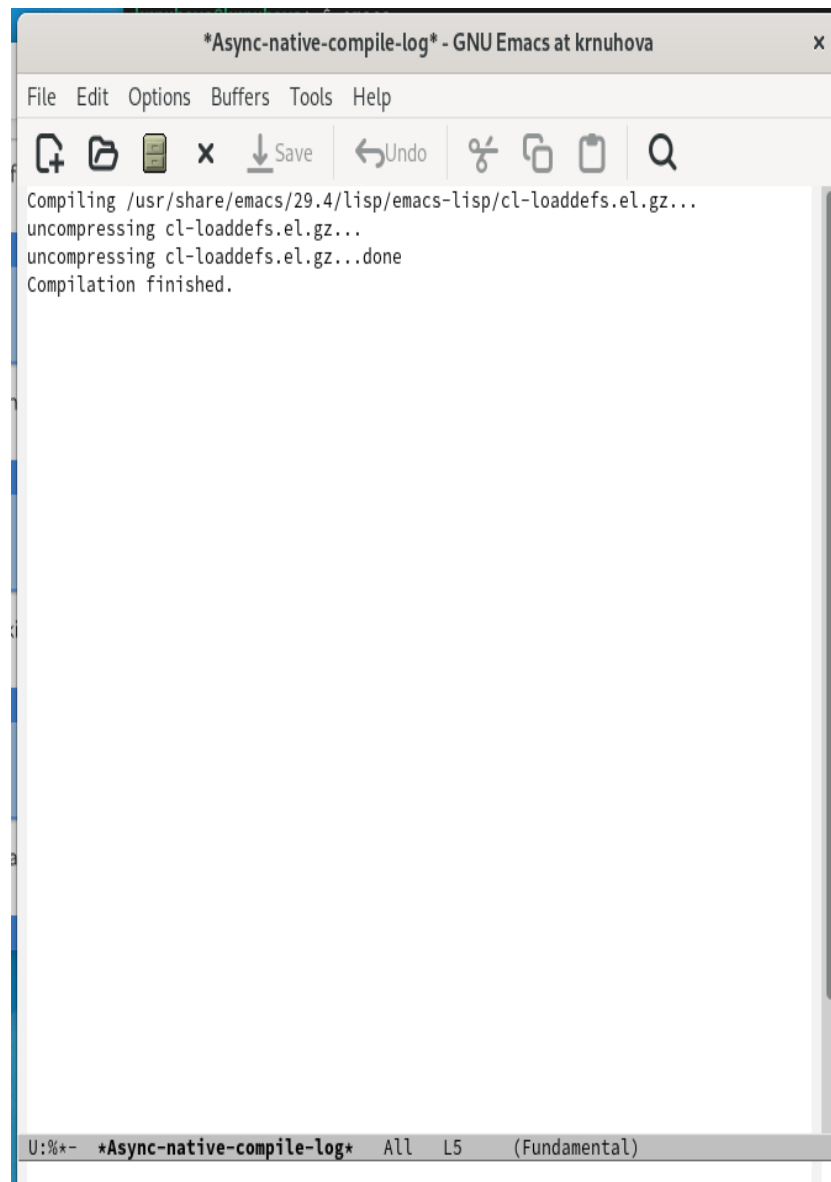 *Async-native-compile-log* - GNU Emacs at krnuhova
File Edit Options Buffers Tools Help
Save Undo
Compiling /usr/share/emacs/29.4/lisp/emacs-lisp/cl-loaddefs.el.gz...
uncompressing cl-loaddefs.el.gz...
uncompressing cl-loaddefs.el.gz...done
Compilation finished.
U:%*- *Async-native-compile-log* All L5 (Fundamental)